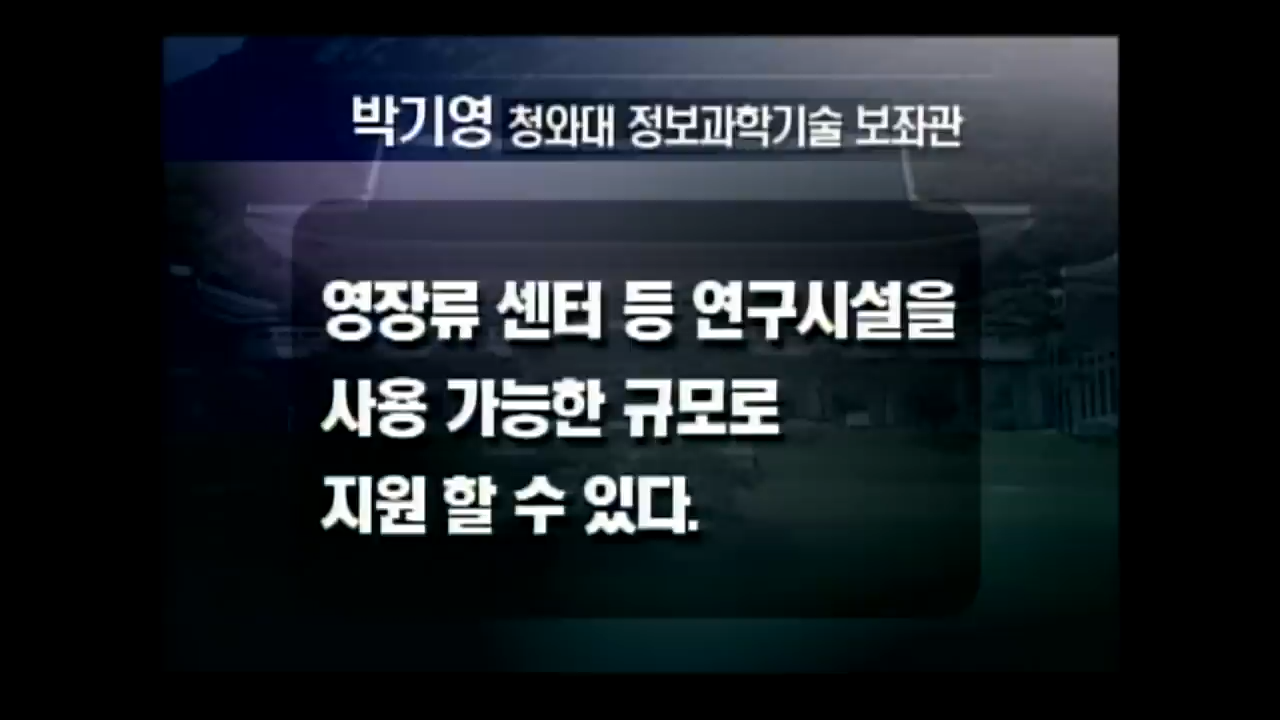 박기영 청와대 정보과학기술 보좌관
영장류 센터 등 연구시설을
사용 가능한 규모로
지원 할 수 있다.